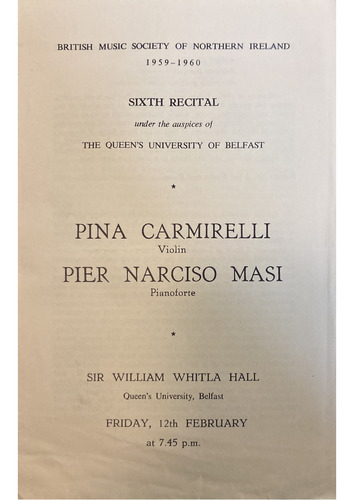 BRITISH MUSIC SOCIETY OF NORTHERN IRELAND
1959-1960
SIXTH RECITAL
under the auspices of
THE QUEEN'S UNIVERSITY OF BELFAST
*
PINA CARMIRELLI
Violin
PIER NARCISO MASI
Pianoforte
*
SIR WILLIAM WHITLA HALL
Queen's University, Belfast
FRIDAY, 12th FEBRUARY
at 7.45 p.m.